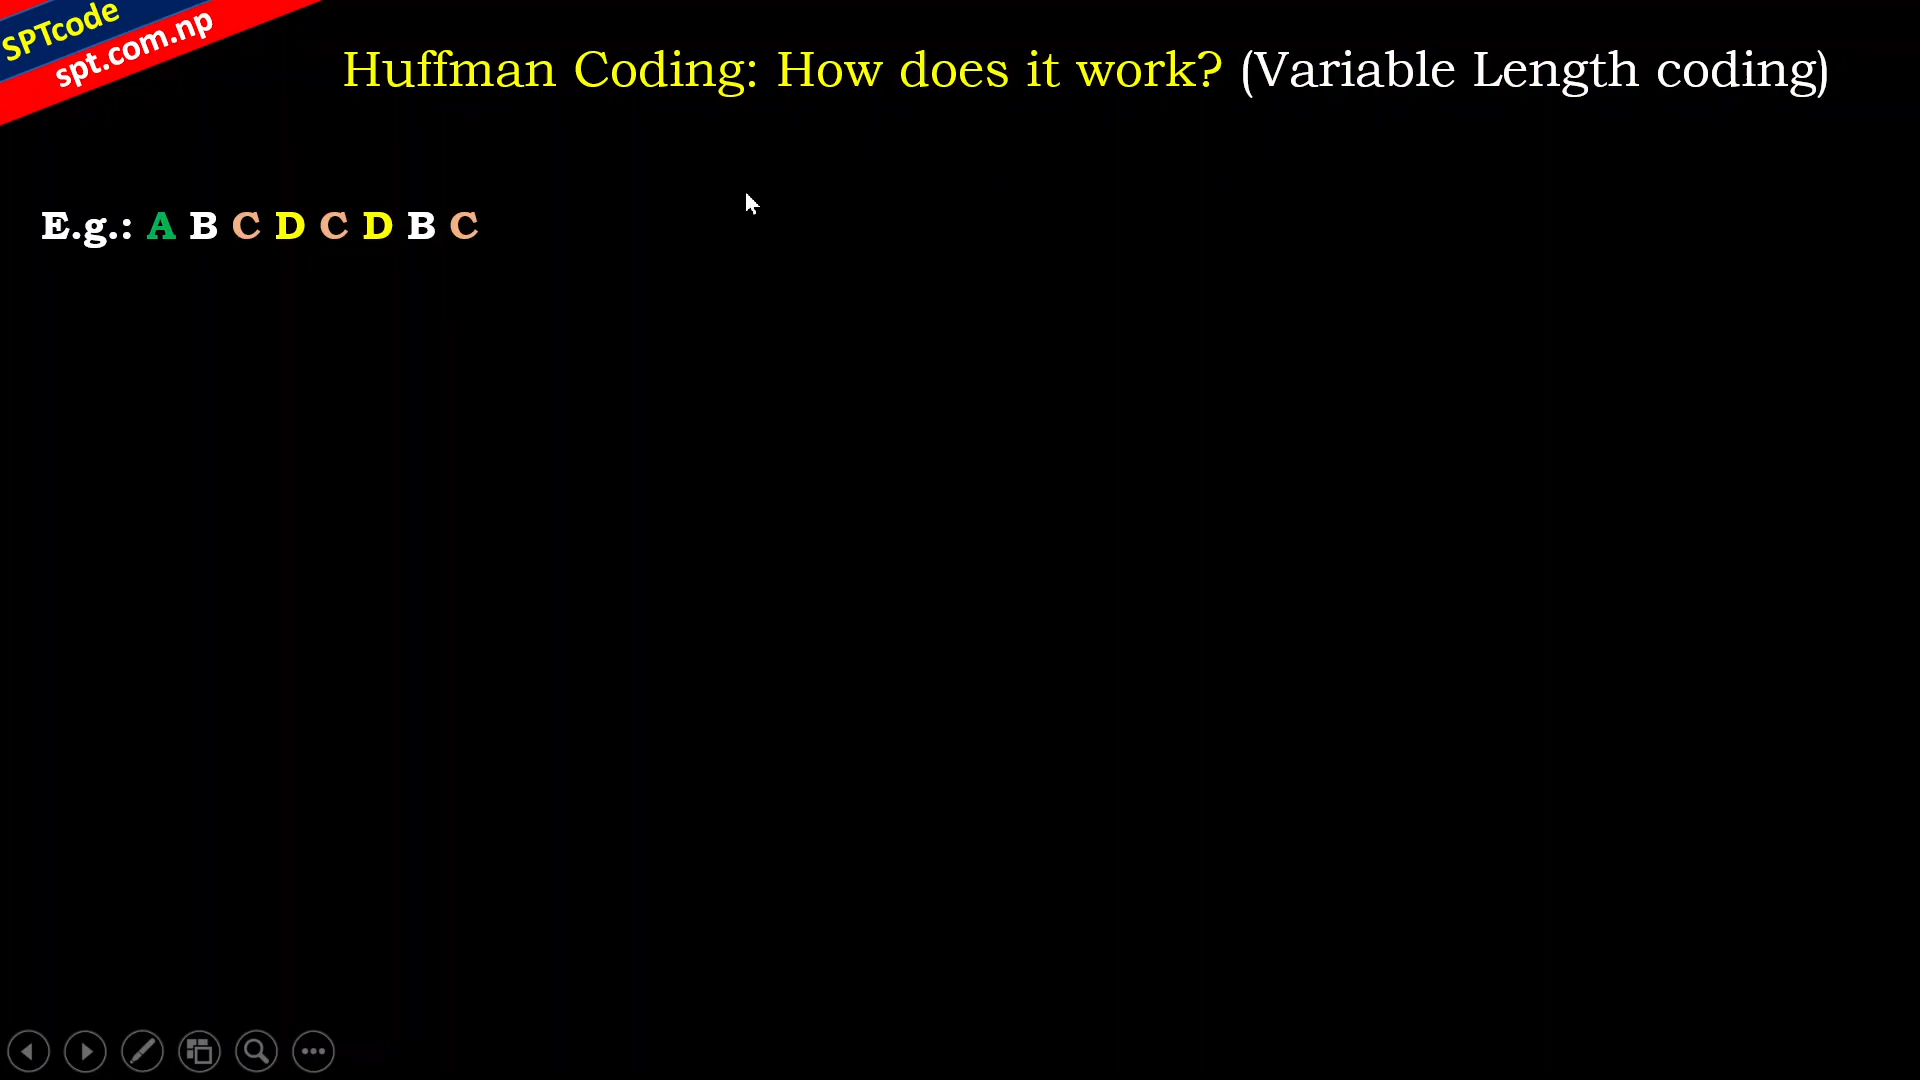 SPTcode
spt.com.np
Huffman Coding: How does it work? (Variable Length coding)
E.g.: A B C D C D B C